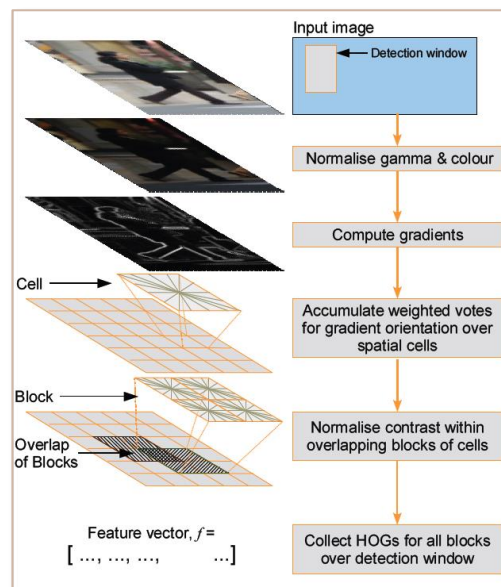 Input image
Detection window
Normalise gamma & colour
Compute gradients
Cell
Accumulate weighted votes
for gradient orientation over
spatial cells
Block
Overlap
of Blocks
Normalise contrast within
overlapping blocks of cells
Feature vector, f =
[ ..., ..., ..., ...]
Collect HOGs for all blocks
over detection window